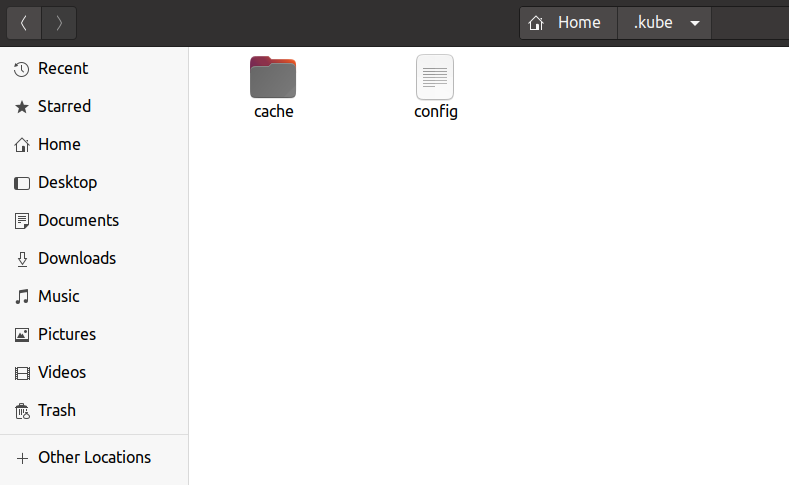 Home .kube
Recent
Starred
Home
Desktop
Documents
Downloads
Music
Pictures
Videos
Trash
Other Locations
cache
config